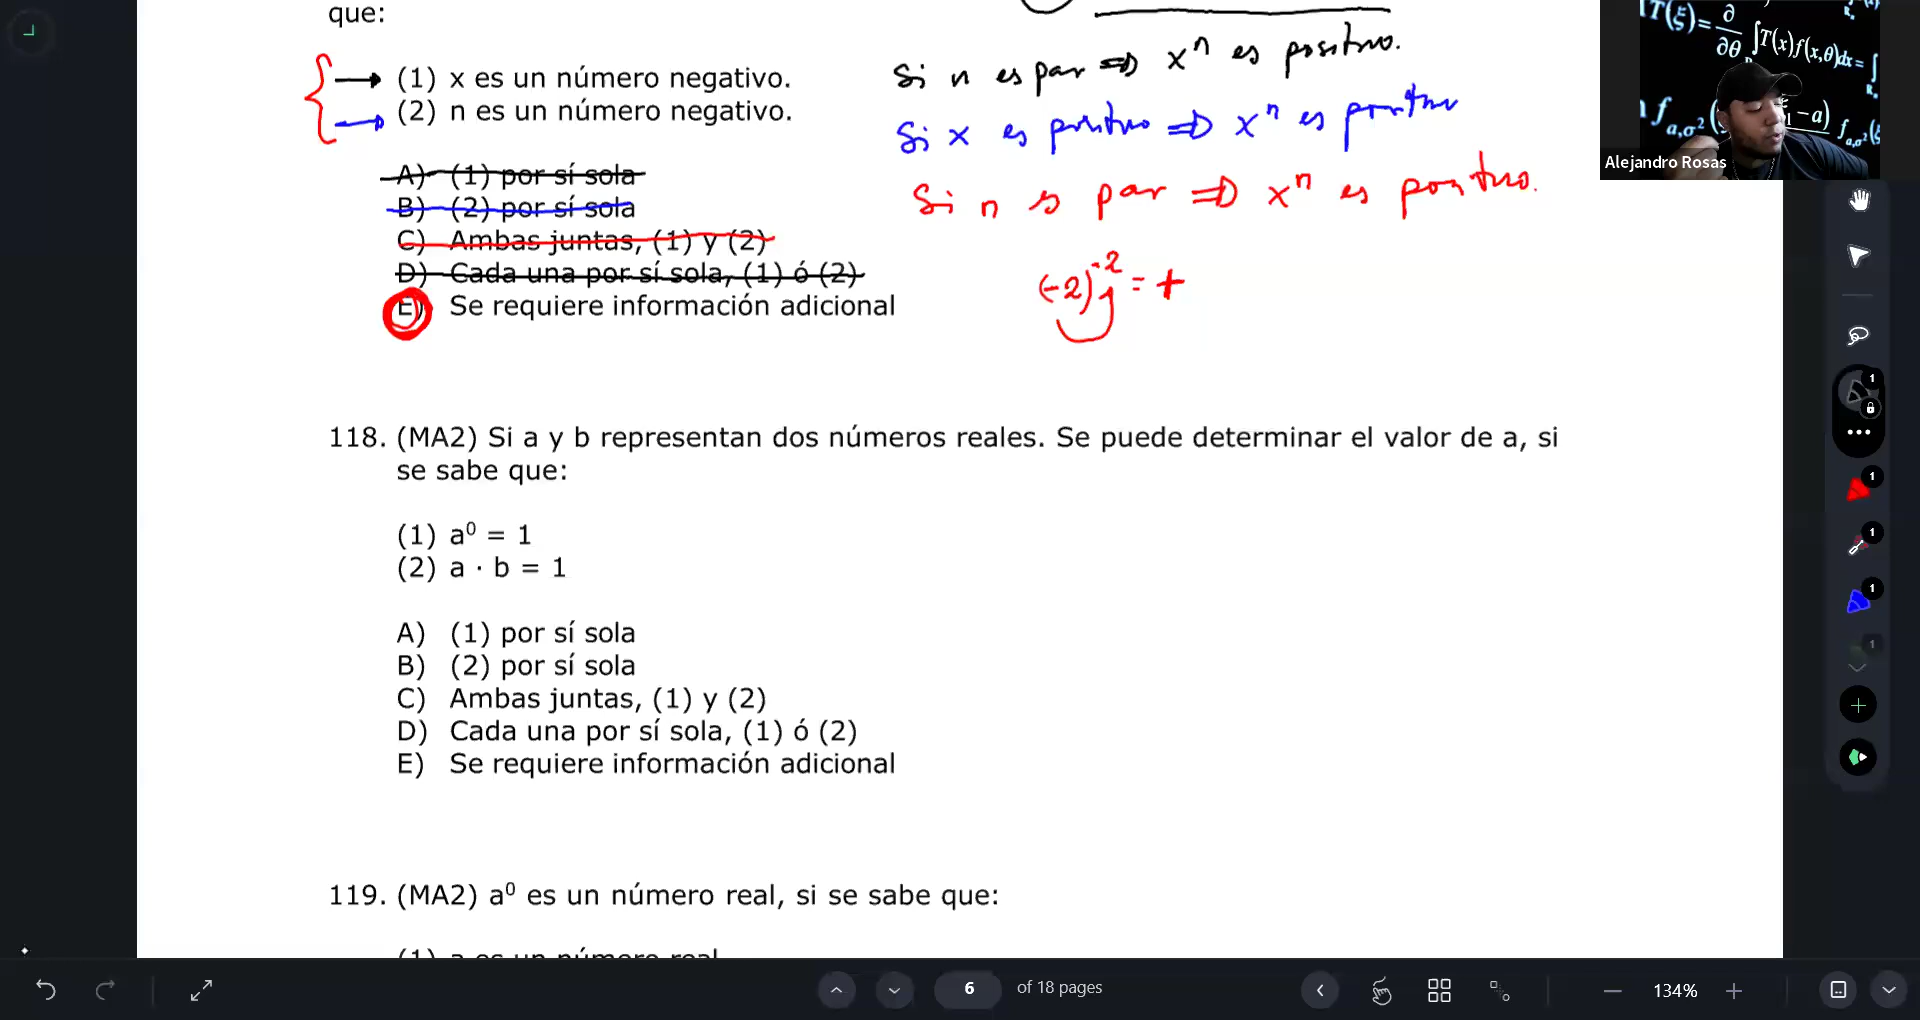 que:
(1) x es un número negativo.
(2) n es un número negativo.
A) (1) por sí sola
B) (2) por sí sola
C) Ambas juntas, (1) y (2)
D) Cada una por sí sola, (1) ó (2)
E) Se requiere información adicional
Si n es par ⇒ xⁿ es positivo.
Si x es positivo ⇒ xⁿ es positivo
Si n es par ⇒ xⁿ es positivo.
(-2)⁻² = +
118. (MA2) Si a y b representan dos números reales. Se puede determinar el valor de a, si
se sabe que:
(1) a⁰ = 1
(2) a · b = 1
A) (1) por sí sola
B) (2) por sí sola
C) Ambas juntas, (1) y (2)
D) Cada una por sí sola, (1) ó (2)
E) Se requiere información adicional
119. (MA2) a⁰ es un número real, si se sabe que:
(1) a es un número real
Alejandro Rosas
6 of 18 pages
134%